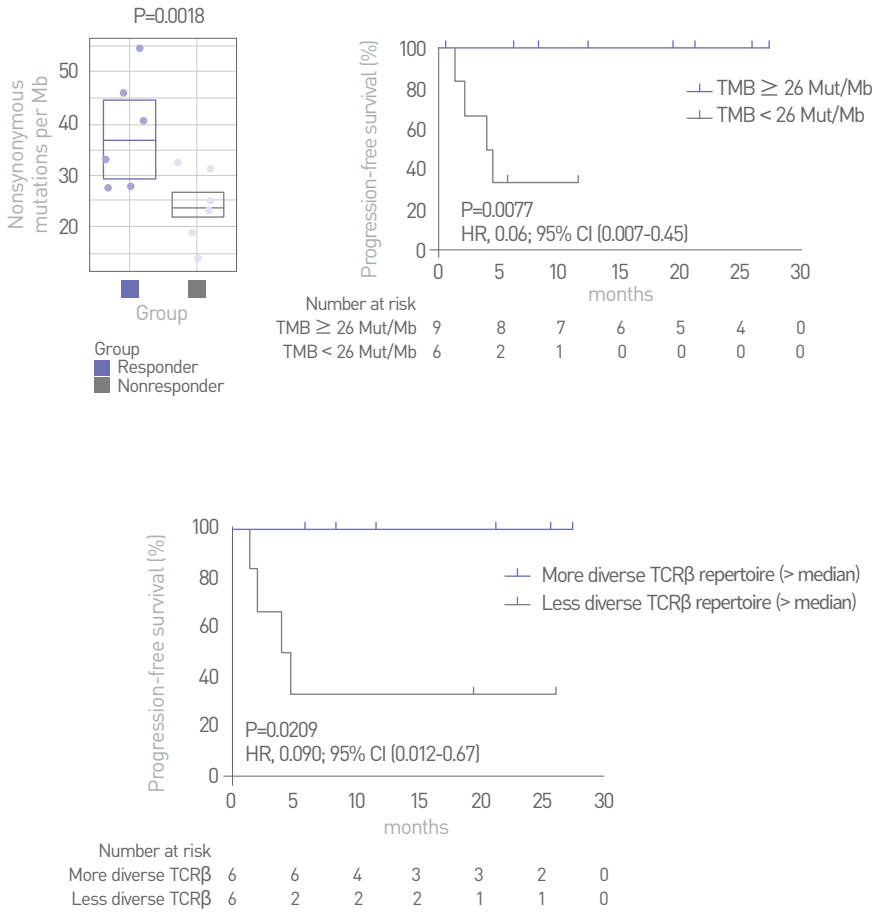 P=0.0018
Nonsynonymous
mutations per Mb
50
40
30
20
Group
Group
Responder
Nonresponder
Progression-free survival (%)
100
80
60
40
20
0
TMB ≥ 26 Mut/Mb
TMB < 26 Mut/Mb
P=0.0077
HR, 0.06; 95% CI (0.007-0.45)
0 5 10 15 20 25 30
months
Number at risk
TMB ≥ 26 Mut/Mb 9 8 7 6 5 4 0
TMB < 26 Mut/Mb 6 2 1 0 0 0 0
Progression-free survival (%)
100
80
60
40
20
0
More diverse TCRβ repertoire (> median)
Less diverse TCRβ repertoire (> median)
P=0.0209
HR, 0.090; 95% CI (0.012-0.67)
0 5 10 15 20 25 30
months
Number at risk
More diverse TCRβ 6 6 4 3 3 2 0
Less diverse TCRβ 6 2 2 2 1 1 0